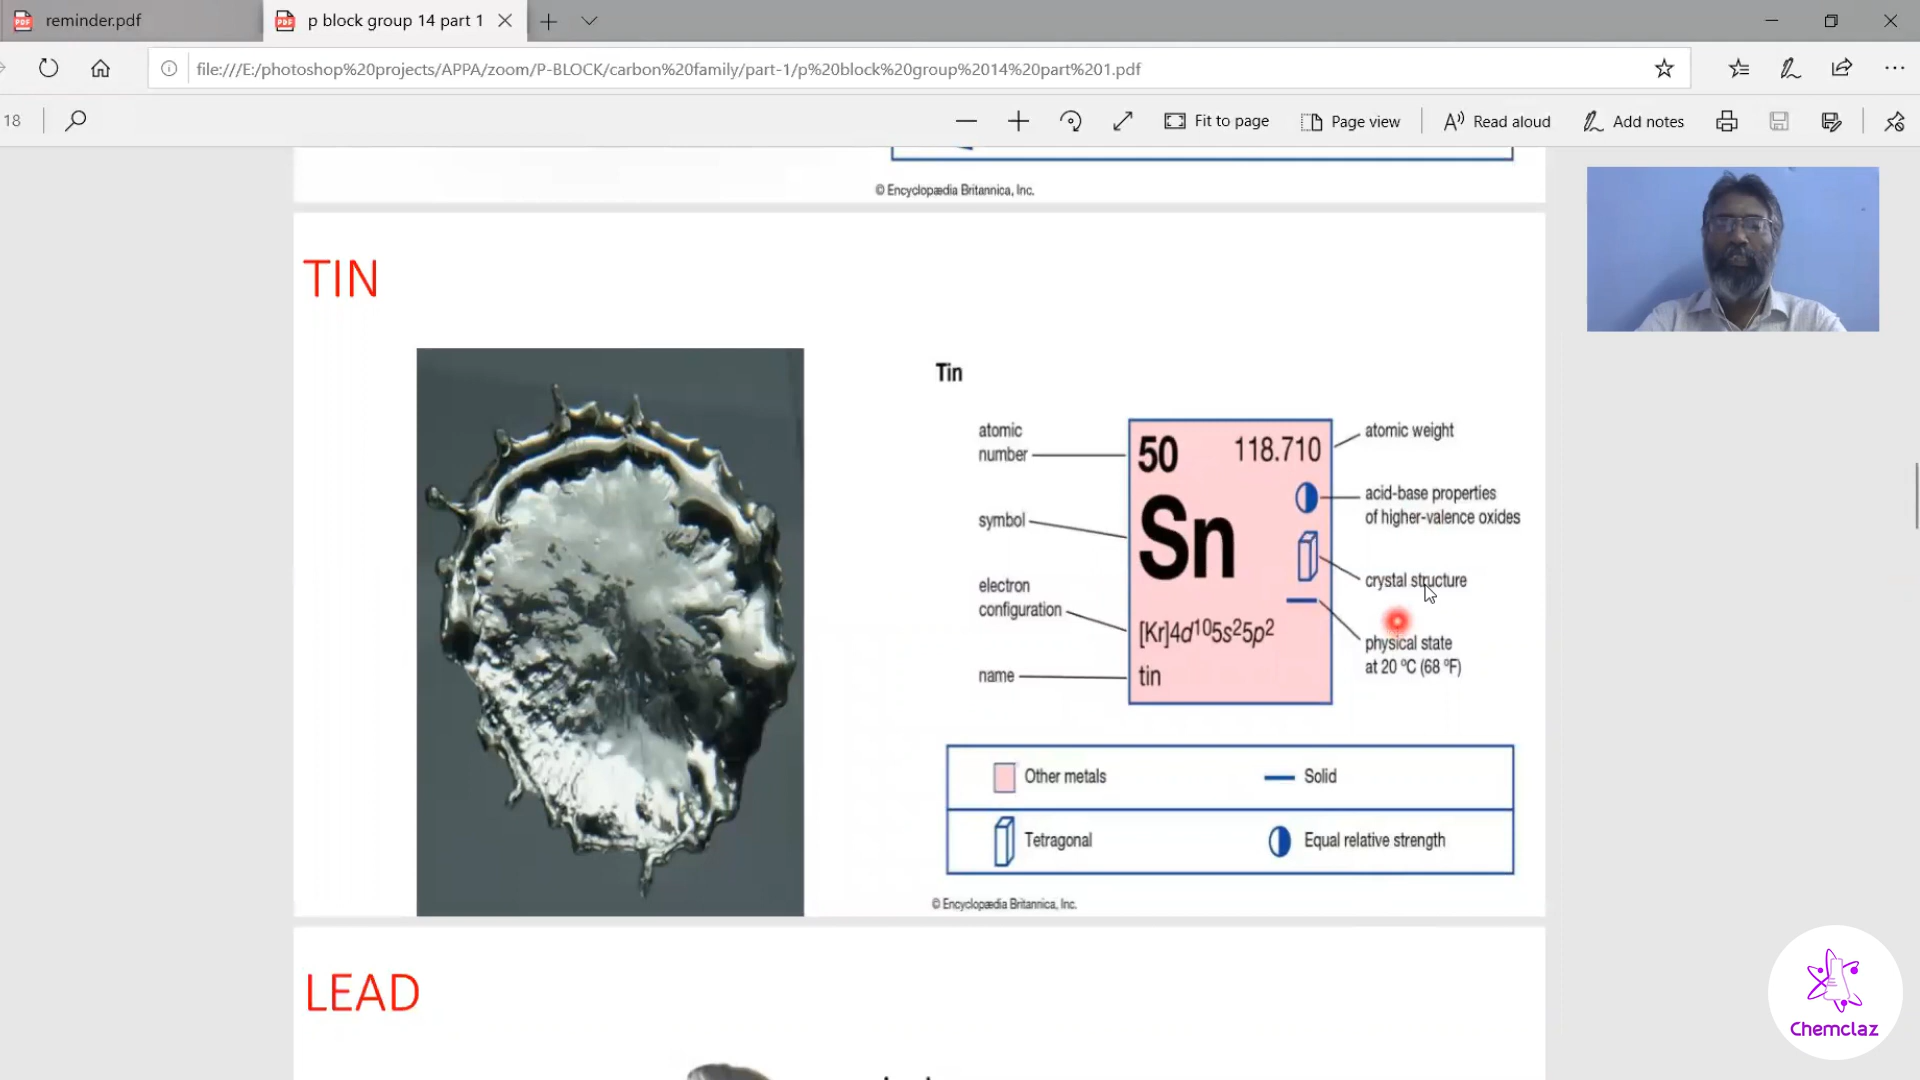 reminder.pdf
p block group 14 part 1
file:///E:/photoshop%20projects/APPA/zoom/P-BLOCK/carbon%20family/part-1/p%20block%20group%2014%20part%201.pdf
18
Fit to page
Page view
Read aloud
Add notes
© Encyclopædia Britannica, Inc.
TIN
Tin
atomic
number
50
118.710
atomic weight
acid-base properties
of higher-valence oxides
symbol
Sn
crystal structure
electron
configuration
[Kr]4d¹⁰5s²5p²
physical state
at 20 ºC (68 ºF)
name
tin
Other metals
Solid
Tetragonal
Equal relative strength
© Encyclopædia Britannica, Inc.
LEAD
Chemclaz